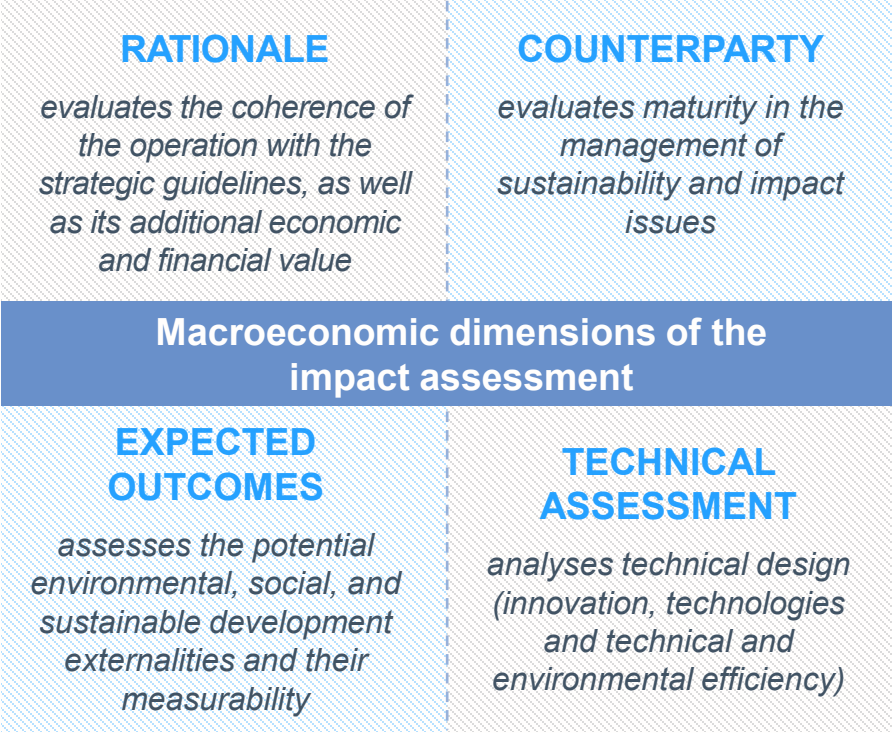 RATIONALE
evaluates the coherence of
the operation with the
strategic guidelines, as well
as its additional economic
and financial value
COUNTERPARTY
evaluates maturity in the
management of
sustainability and impact
issues
Macroeconomic dimensions of the
impact assessment
EXPECTED
OUTCOMES
assesses the potential
environmental, social, and
sustainable development
externalities and their
measurability
TECHNICAL
ASSESSMENT
analyses technical design
(innovation, technologies
and technical and
environmental efficiency)